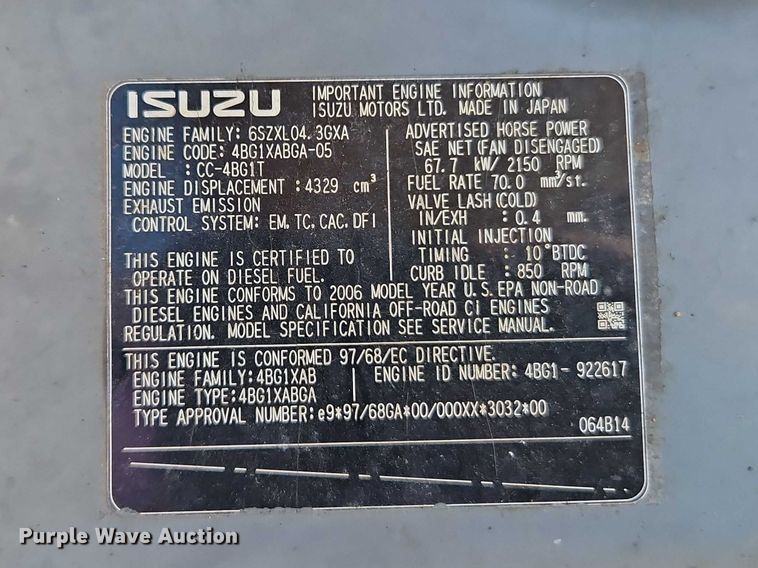 ISUZU
IMPORTANT ENGINE INFORMATION
ISUZU MOTORS LTD. MADE IN JAPAN
ENGINE FAMILY: 6SZXL04.3GXA
ENGINE CODE: 4BG1XABGA-05
MODEL : CC-4BG1T
ENGINE DISPLACEMENT: 4329 cm³
EXHAUST EMISSION
CONTROL SYSTEM: EM, TC, CAC, DFI
THIS ENGINE IS CERTIFIED TO
OPERATE ON DIESEL FUEL.
ADVERTISED HORSE POWER
SAE NET (FAN DISENGAGED)
67.7 kW/ 2150 RPM
FUEL RATE 70.0 mm³/st.
VALVE LASH (COLD)
IN/EXH : 0.4 mm.
INITIAL INJECTION
TIMING : 10°BTDC
CURB IDLE : 850 RPM
THIS ENGINE CONFORMS TO 2006 MODEL YEAR U.S. EPA NON-ROAD
DIESEL ENGINES AND CALIFORNIA OFF-ROAD CI ENGINES
REGULATION. MODEL SPECIFICATION SEE SERVICE MANUAL.
THIS ENGINE IS CONFORMED 97/68/EC DIRECTIVE.
ENGINE FAMILY: 4BG1XAB
ENGINE ID NUMBER: 4BG1- 922617
ENGINE TYPE: 4BG1XABGA
TYPE APPROVAL NUMBER: e9*97/68GA*00/000XX*3032*00
064B14
Purple Wave Auction